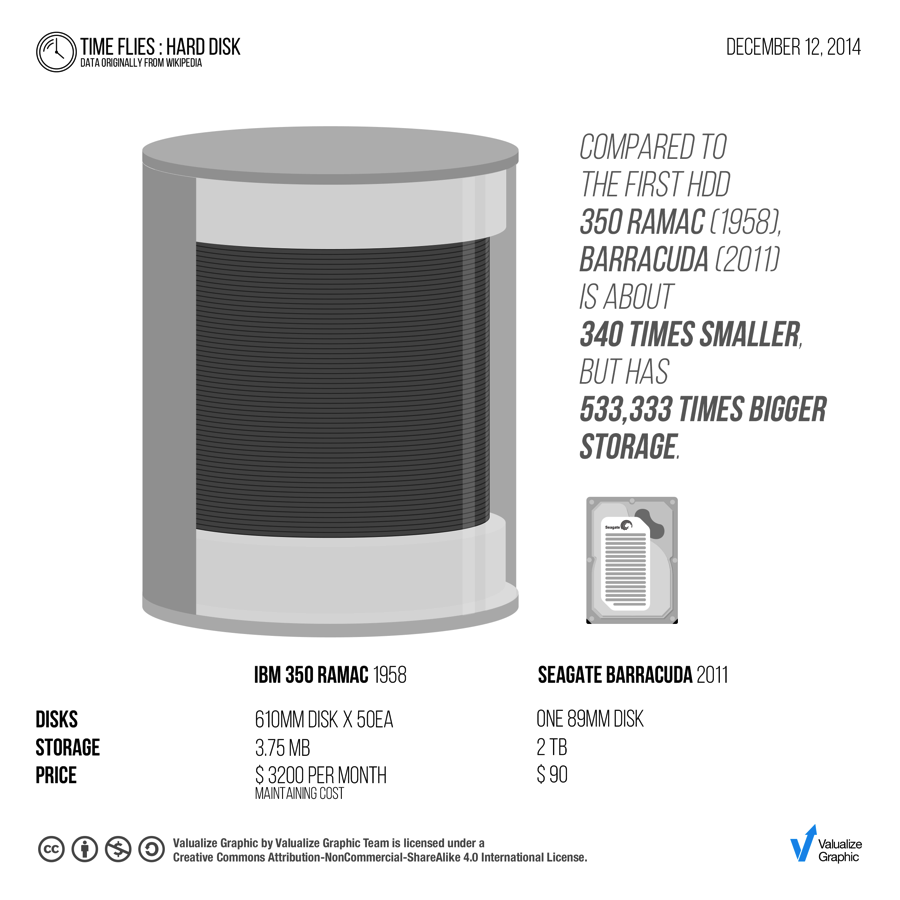 TIME FLIES : HARD DISK
DATA ORIGINALLY FROM WIKIPEDIA
DECEMBER 12, 2014
COMPARED TO
THE FIRST HDD
350 RAMAC (1958),
BARRACUDA (2011)
IS ABOUT
340 TIMES SMALLER,
BUT HAS
533,333 TIMES BIGGER
STORAGE.
Seagate
IBM 350 RAMAC 1958
SEAGATE BARRACUDA 2011
DISKS 610MM DISK X 50EA ONE 89MM DISK
STORAGE 3.75 MB 2 TB
PRICE $ 3200 PER MONTH $ 90
MAINTAINING COST
cc
Valualize Graphic by Valualize Graphic Team is licensed under a
Creative Commons Attribution-NonCommercial-ShareAlike 4.0 International License.
Valualize
Graphic